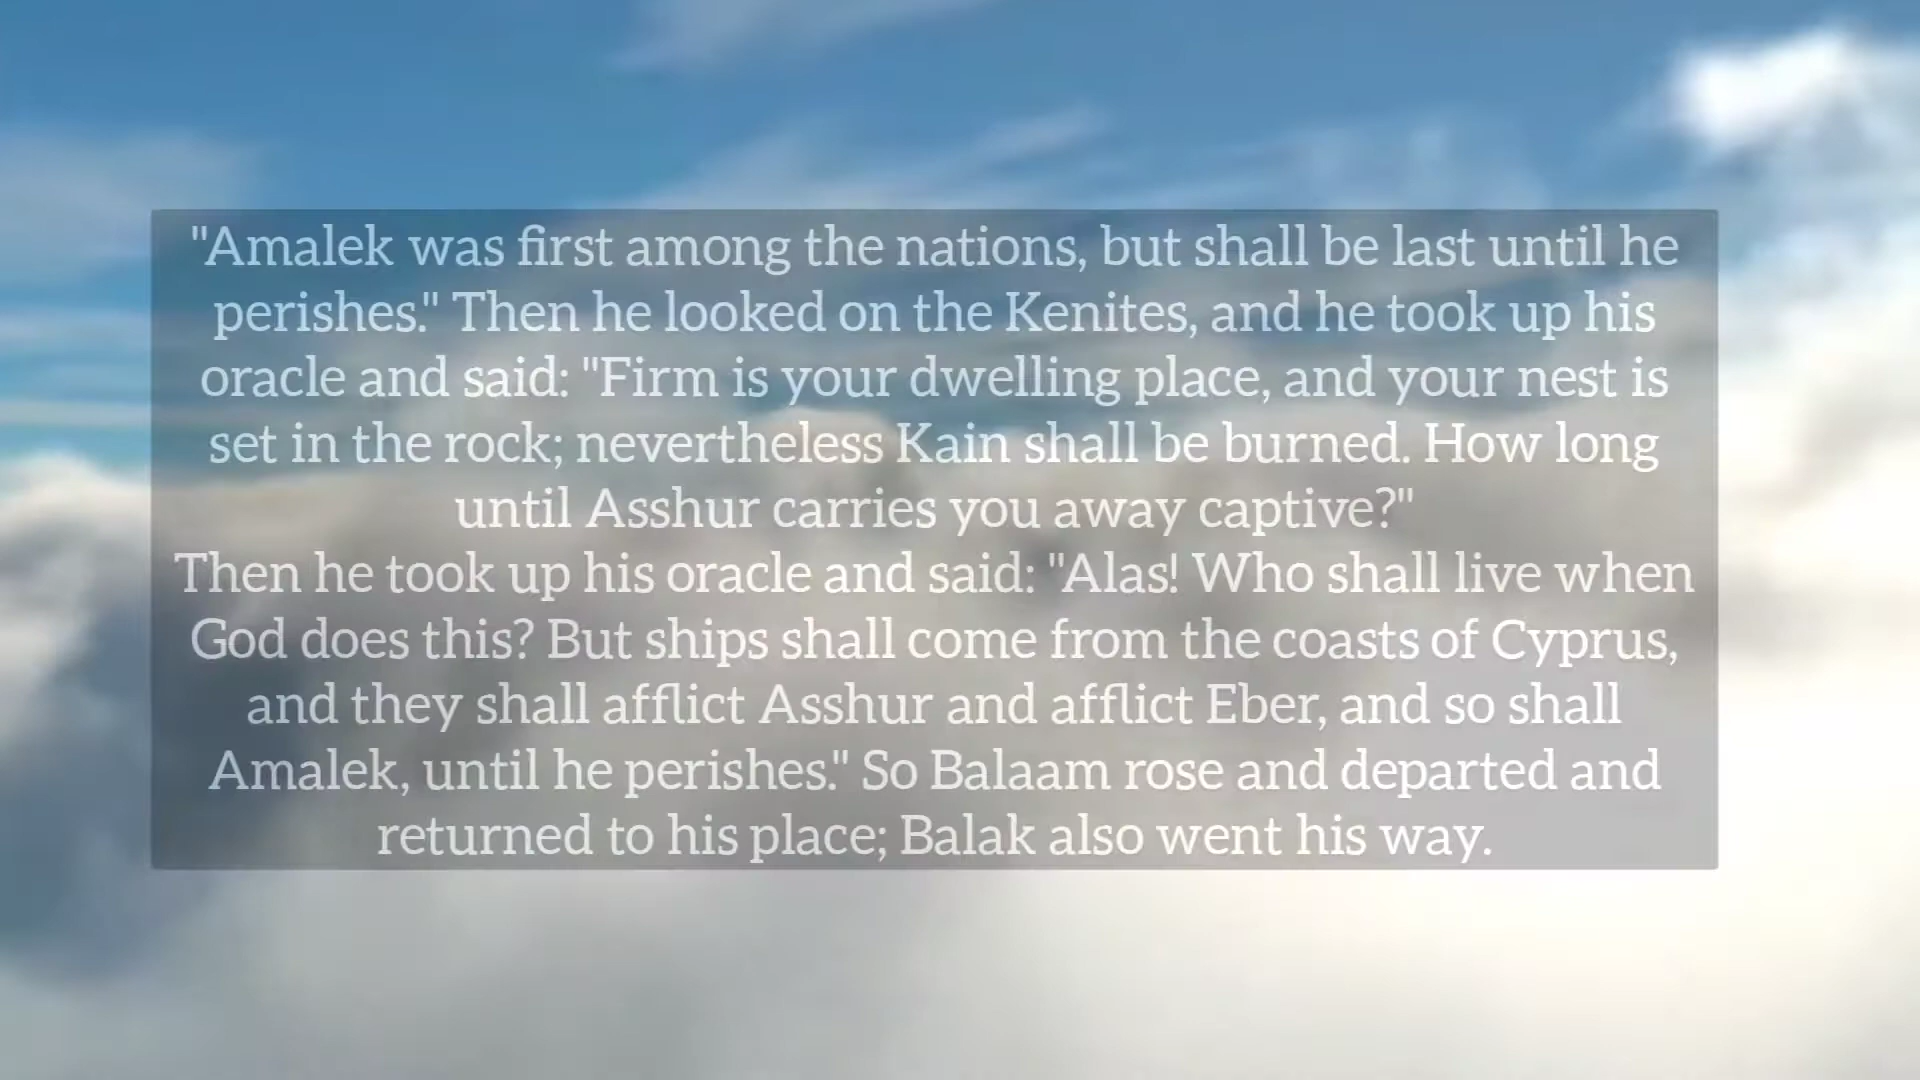 "Amalek was first among the nations, but shall be last until he
perishes." Then he looked on the Kenites, and he took up his
oracle and said: "Firm is your dwelling place, and your nest is
set in the rock; nevertheless Kain shall be burned. How long
until Asshur carries you away captive?"
Then he took up his oracle and said: "Alas! Who shall live when
God does this? But ships shall come from the coasts of Cyprus,
and they shall afflict Asshur and afflict Eber, and so shall
Amalek, until he perishes." So Balaam rose and departed and
returned to his place; Balak also went his way.